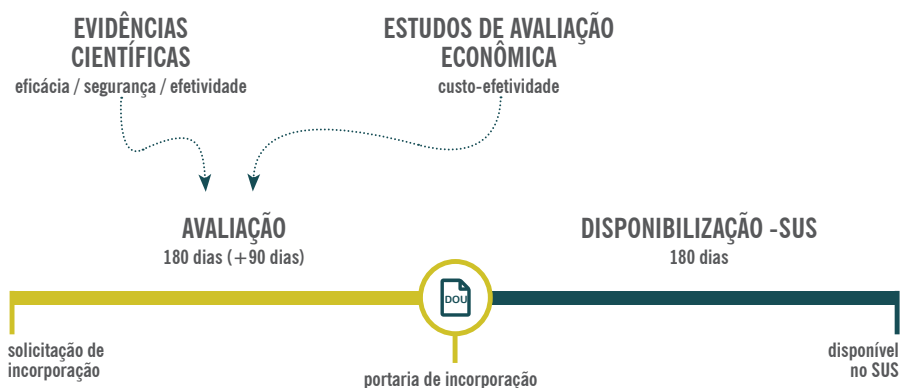 EVIDÊNCIAS
CIENTÍFICAS
eficácia / segurança / efetividade
ESTUDOS DE AVALIAÇÃO
ECONÔMICA
custo-efetividade
AVALIAÇÃO
180 dias (+90 dias)
DISPONIBILIZAÇÃO -SUS
180 dias
DOU
solicitação de
incorporação
portaria de incorporação
disponível
no SUS